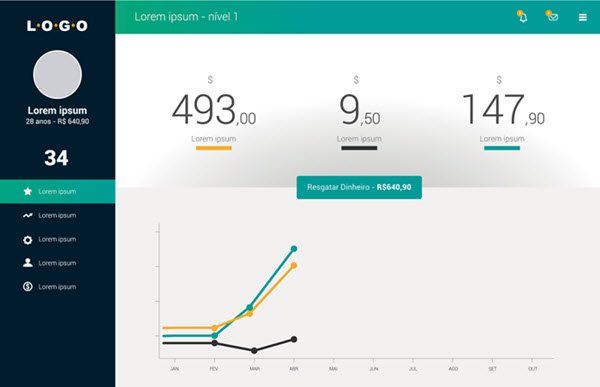 L·O·G·O
Lorem ipsum
28 anos - R$ 640,90
34
Lorem ipsum
Lorem ipsum
Lorem ipsum
Lorem ipsum
Lorem ipsum
Lorem ipsum - nível 1
$
493,00
Lorem ipsum
$
9,50
Lorem ipsum
$
147,90
Lorem ipsum
Resgatar Dinheiro - R$640,90
JAN FEV MAR ABR MAI JUN JUL AGO SET OUT